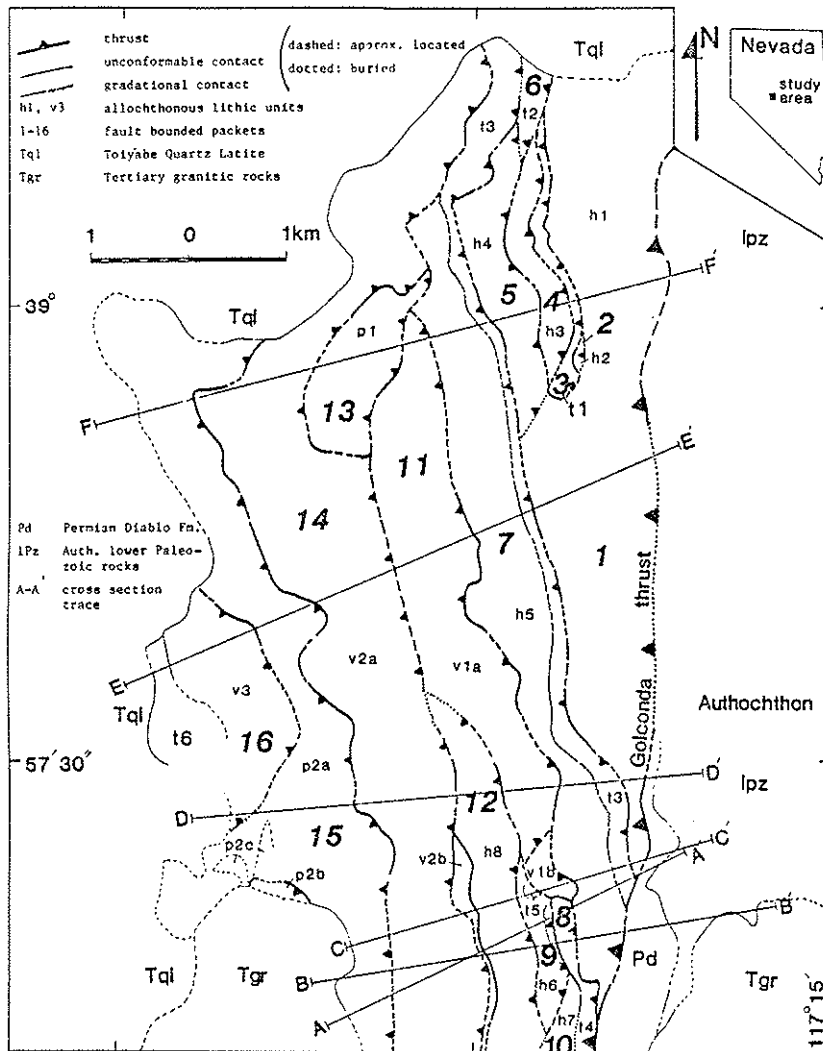 thrust
unconformable contact
gradational contact
dashed: approx. located
dotted: buried
h1, v3 allochthonous lithic units
1-16 fault bounded packets
Tql Toiyabe Quartz Latite
Tgr Tertiary granitic rocks
1 0 1km
N
Nevada
study
area
Tql
6
t2
t3
h1
lpz
h4
F'
39°
5
4
2
Tql
p1
h3
h2
3
t1
13
F
E'
11
14
7
1
Pd Permian Diablo Fm.
lPz Auth. lower Paleo-
zoic rocks
A-A' cross section
trace
h5
thrust
E
v2a
v1a
v3
Golconda
Authochthon
Tql
t6
16
57'30"
p2a
D'
12
t3
lpz
D
15
C'
p2c
v2b
h8
A'
p2b
v1b
t5
8
B'
C
9
Tql
Tgr
Pd
Tgr
B
h6
A
h7
t4
10
117°15'